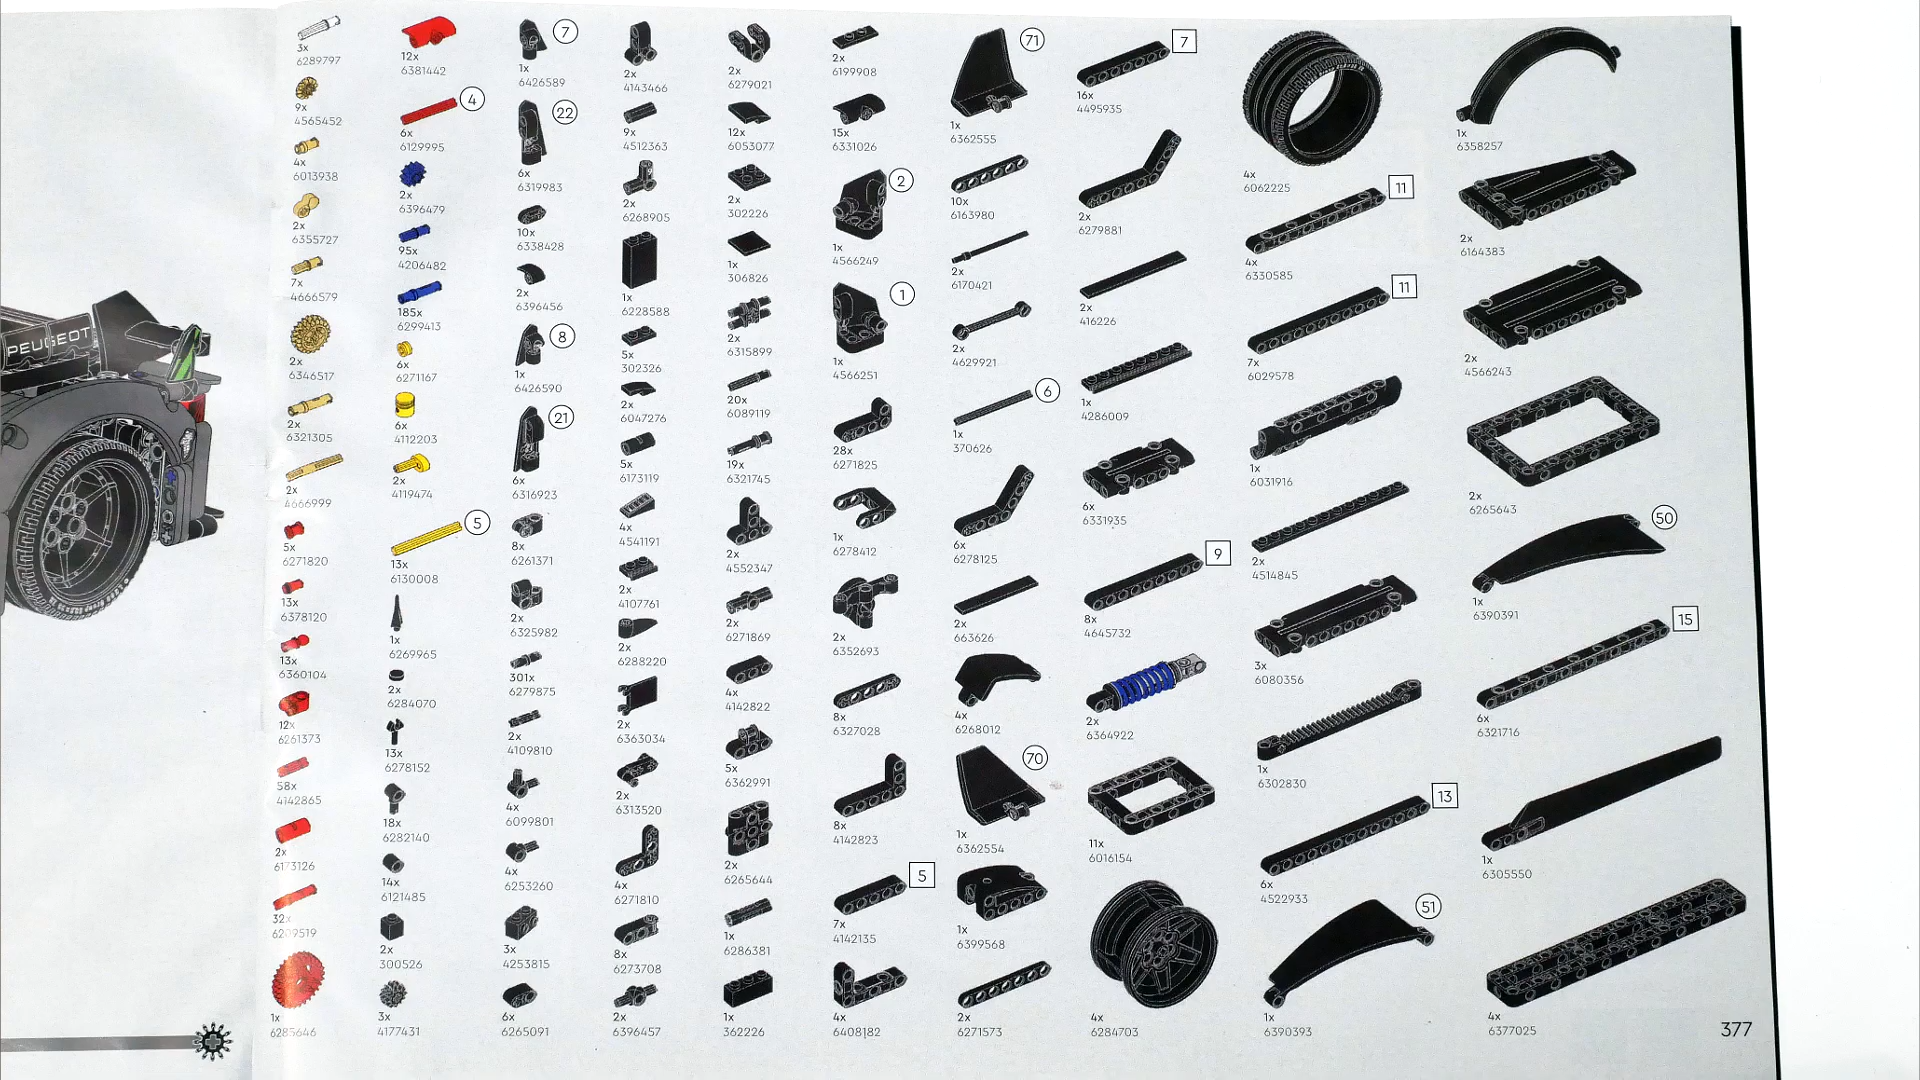 PEUGEOT
3x
6289797
9x
4565452
4x
6013938
2x
6355727
7x
4666579
2x
6346517
2x
6321305
2x
4666999
5x
6271820
13x
6378120
13x
6360104
12x
6261373
58x
4142865
2x
6173126
32x
6209519
1x
6285646
12x
6381442
4
6x
6129995
2x
6396479
95x
4206482
185x
6299413
6x
6271167
6x
4112203
2x
4119474
5
13x
6130008
1x
6269965
2x
6284070
13x
6278152
18x
6282140
14x
6121485
2x
300526
3x
4177431
7
1x
6426589
22
6x
6319983
10x
6338428
2x
6396456
8
1x
6426590
21
6x
6316923
8x
6261371
2x
6325982
301x
6279875
2x
4109810
4x
6099801
4x
6253260
3x
4253815
6x
6265091
2x
4143466
9x
4512363
2x
6268905
1x
6228588
5x
302326
2x
6047276
5x
6173119
4x
4541191
2x
4107761
2x
6288220
2x
6363034
2x
6313520
4x
6271810
8x
6273708
2x
6396457
2x
6279021
12x
6053077
2x
302226
1x
306826
2x
6315899
20x
6089119
19x
6321745
2x
4552347
2x
6271869
4x
4142822
5x
6362991
2x
6265644
1x
6286381
1x
362226
2x
6199908
15x
6331026
2
1x
4566249
1
1x
4566251
28x
6271825
1x
6278412
2x
6352693
8x
6327028
8x
4142823
5
7x
4142135
4x
6408182
71
1x
6362555
10x
6163980
2x
6170421
2x
4629921
6
1x
370626
6x
6278125
2x
663626
4x
6268012
70
1x
6362554
1x
6399568
2x
6271573
7
16x
4495935
2x
6279881
2x
416226
1x
4286009
6x
6331935
9
8x
4645732
2x
6364922
11x
6016154
4x
6284703
4x
6062225
11
4x
6330585
11
7x
6029578
1x
6031916
2x
4514845
3x
6080356
1x
6302830
13
6x
4522933
51
1x
6390393
1x
6358257
2x
6164383
2x
4566243
2x
6265643
50
1x
6390391
15
6x
6321716
1x
6305550
4x
6377025
377